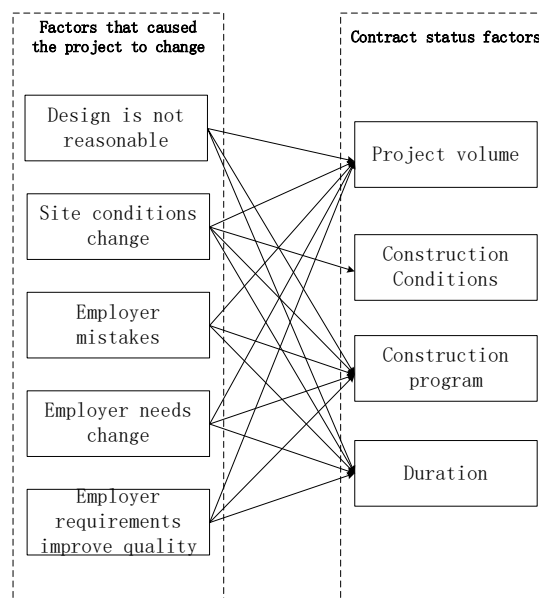 Factors that caused
the project to change
Contract status factors
Design is not
reasonable
Site conditions
change
Employer
mistakes
Employer needs
change
Employer
requirements
improve quality
Project volume
Construction
Conditions
Construction
program
Duration